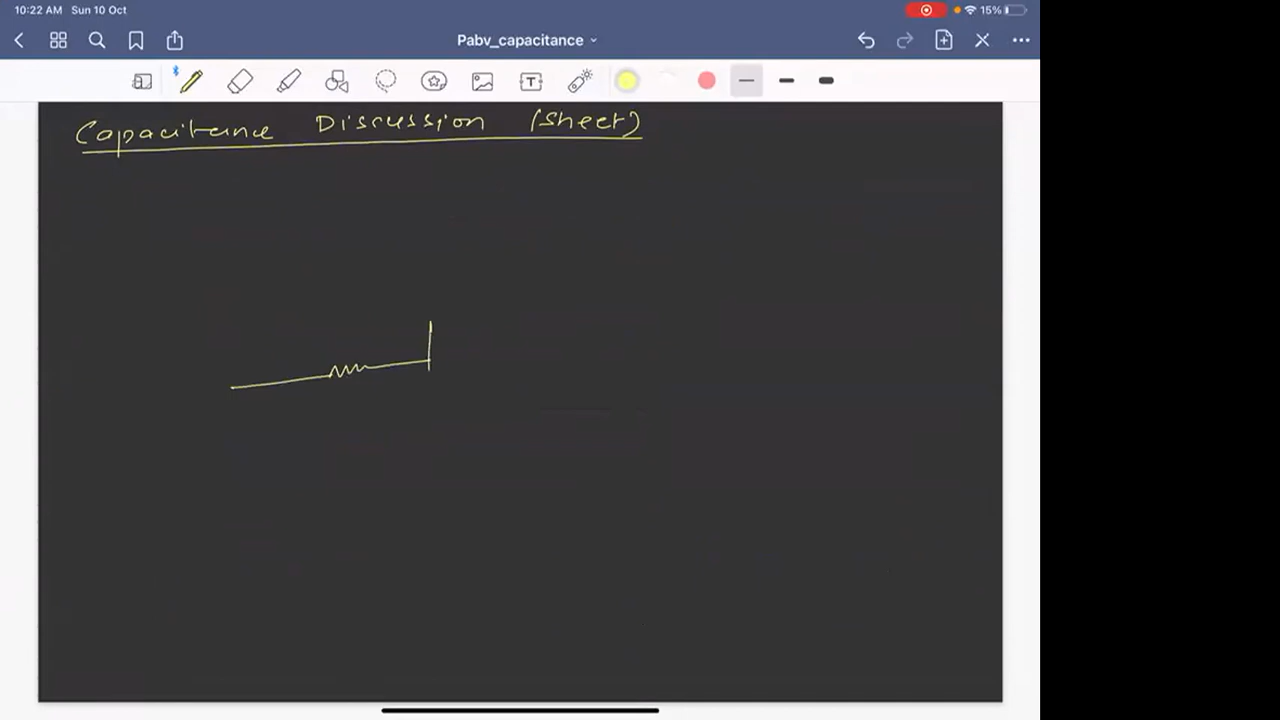 10:22 AM Sun 10 Oct
15%
Pabv_capacitance
T
Capacitance Discussion (sheet)